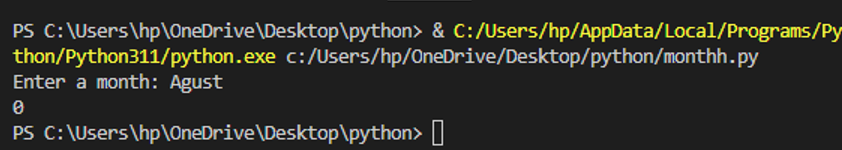 PS C:\Users\hp\OneDrive\Desktop\python> & C:/Users/hp/AppData/Local/Programs/Py
thon/Python311/python.exe c:/Users/hp/OneDrive/Desktop/python/monthh.py
Enter a month: Agust
0
PS C:\Users\hp\OneDrive\Desktop\python>